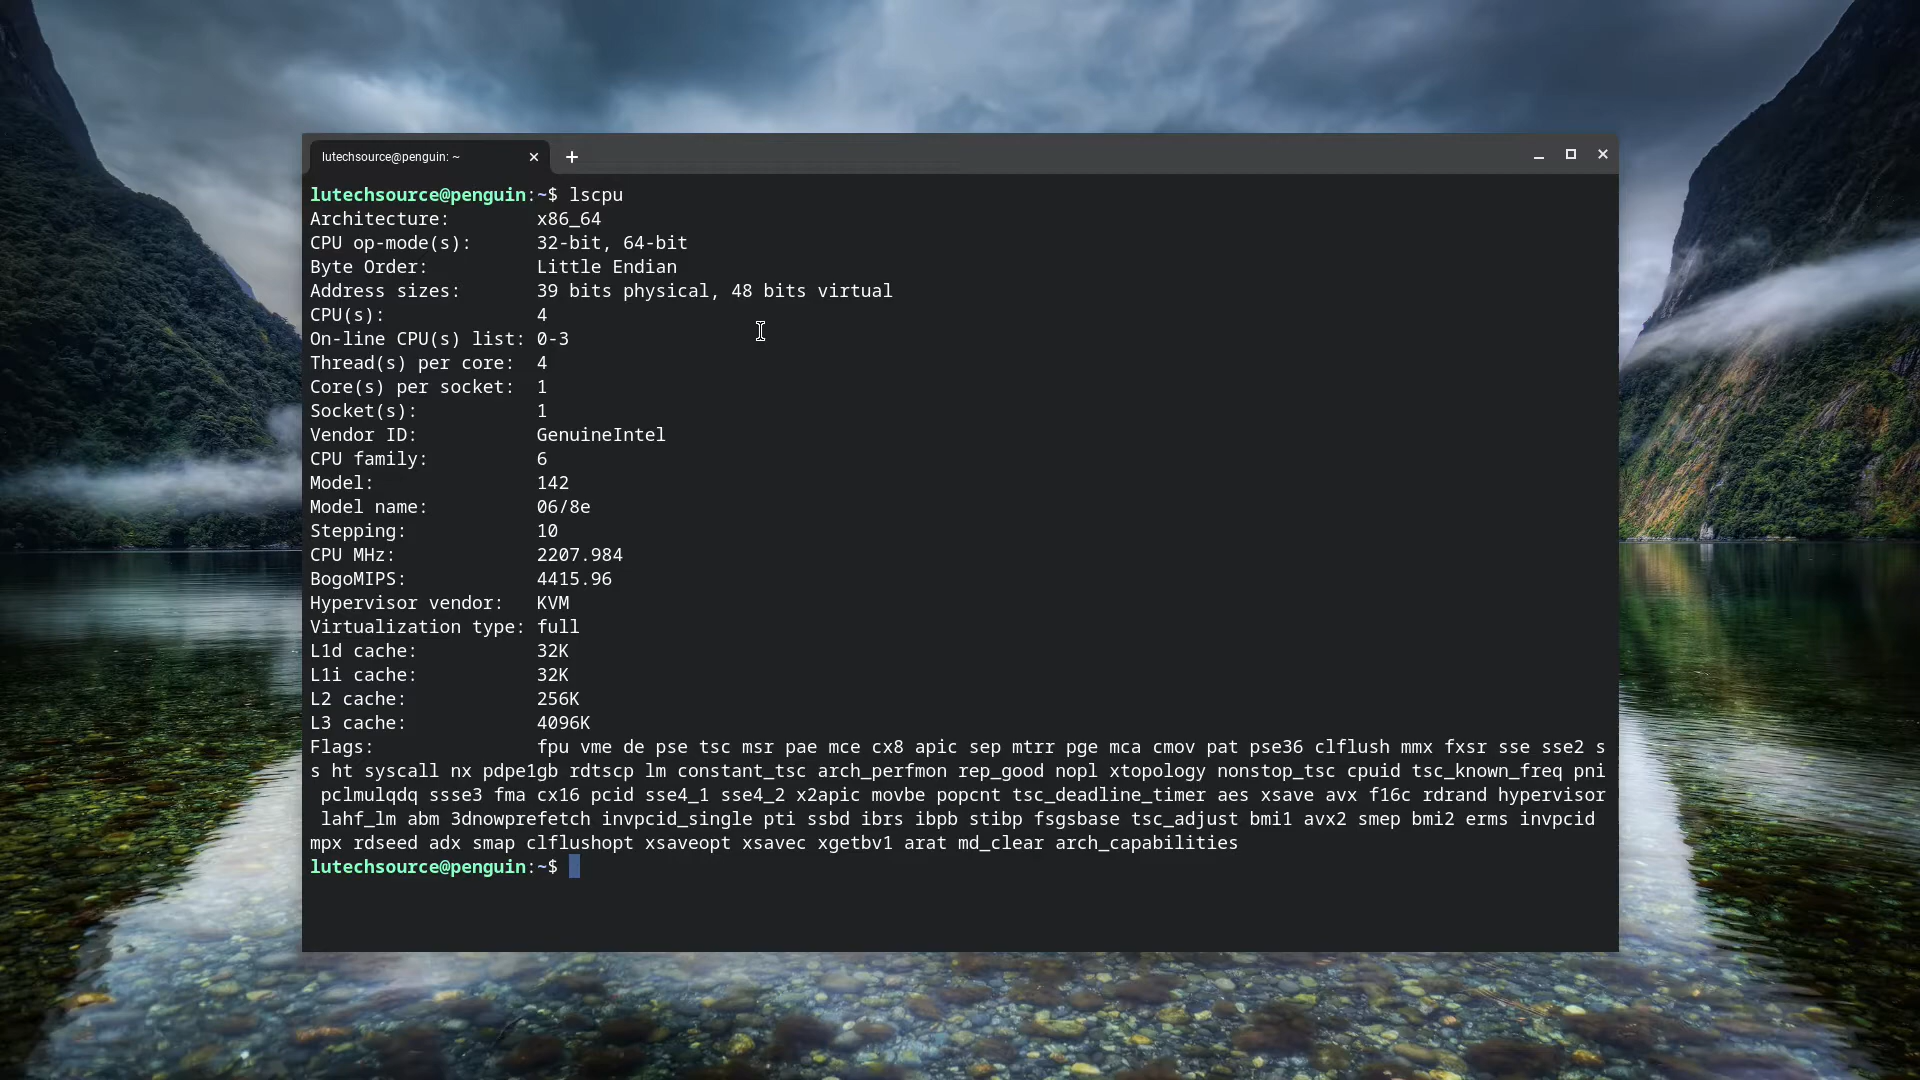 lutechsource@penguin: ~
lutechsource@penguin:~$ lscpu
Architecture:        x86_64
CPU op-mode(s):      32-bit, 64-bit
Byte Order:          Little Endian
Address sizes:       39 bits physical, 48 bits virtual
CPU(s):              4
On-line CPU(s) list: 0-3
Thread(s) per core:  4
Core(s) per socket:  1
Socket(s):           1
Vendor ID:           GenuineIntel
CPU family:          6
Model:               142
Model name:          06/8e
Stepping:            10
CPU MHz:             2207.984
BogoMIPS:            4415.96
Hypervisor vendor:   KVM
Virtualization type: full
L1d cache:           32K
L1i cache:           32K
L2 cache:            256K
L3 cache:            4096K
Flags:               fpu vme de pse tsc msr pae mce cx8 apic sep mtrr pge mca cmov pat pse36 clflush mmx fxsr sse sse2 s
s ht syscall nx pdpe1gb rdtscp lm constant_tsc arch_perfmon rep_good nopl xtopology nonstop_tsc cpuid tsc_known_freq pni
 pclmulqdq ssse3 fma cx16 pcid sse4_1 sse4_2 x2apic movbe popcnt tsc_deadline_timer aes xsave avx f16c rdrand hypervisor
 lahf_lm abm 3dnowprefetch invpcid_single pti ssbd ibrs ibpb stibp fsgsbase tsc_adjust bmi1 avx2 smep bmi2 erms invpcid
mpx rdseed adx smap clflushopt xsaveopt xsavec xgetbv1 arat md_clear arch_capabilities
lutechsource@penguin:~$